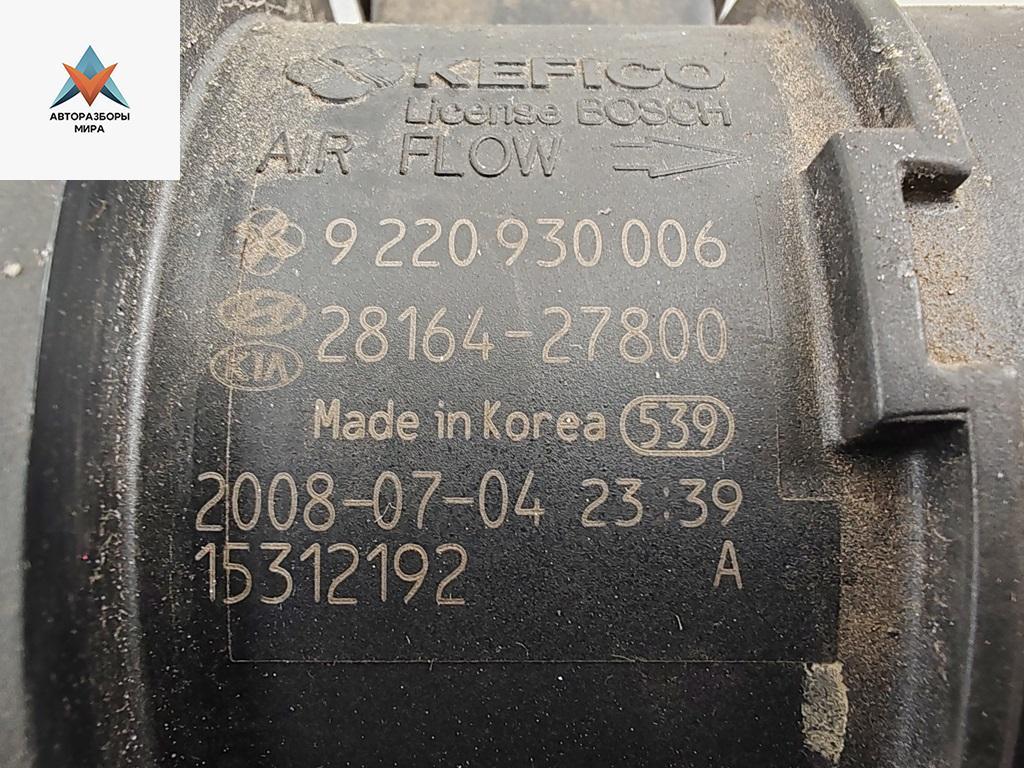 АВТОРАЗБОРЫ
МИРА
KEFICO
License BOSCH
AIR FLOW
9 220 930 006
28164-27800
KIA
Made in Korea 539
2008-07-04 23:39
15312192 A